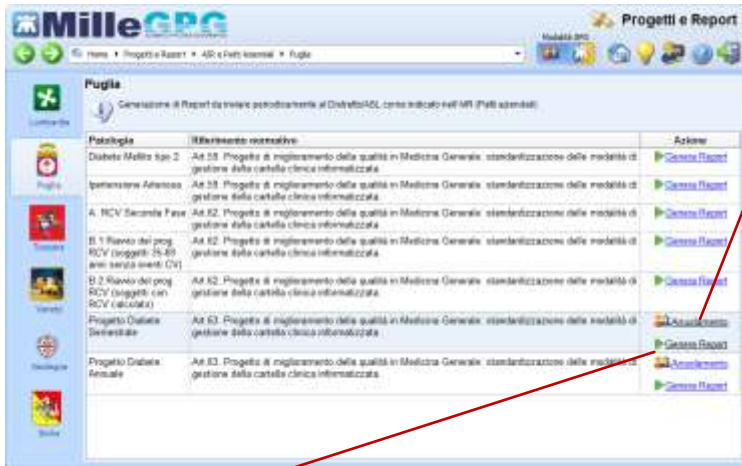 MilleGPG
Progetti e Report
Modalità GPG
Home Progetti e Report AIR e Patti Aziendali Puglia
Puglia
Generazione di Report da inviare periodicamente al Distretto/ASL come indicato nell'AIR (Patti aziendali)
Lombardia
Puglia
Toscana
Veneto
Sardegna
Sicilia
Patologia Riferimento normativo Azione
Diabete Mellito tipo 2 Art.59. Progetto di miglioramento della qualità in Medicina Generale: standardizzazione delle modalità di Genera Report
gestione della cartella clinica informatizzata.
Ipertensione Arteriosa Art.59. Progetto di miglioramento della qualità in Medicina Generale: standardizzazione delle modalità di Genera Report
gestione della cartella clinica informatizzata.
A. RCV Seconda Fase Art.62. Progetto di miglioramento della qualità in Medicina Generale: standardizzazione delle modalità di Genera Report
gestione della cartella clinica informatizzata.
B.1 Riavvio del prog. Art.62. Progetto di miglioramento della qualità in Medicina Generale: standardizzazione delle modalità di Genera Report
RCV (soggetti 35-69 gestione della cartella clinica informatizzata.
anni senza eventi CV)
B.2 Riavvio del prog. Art.62. Progetto di miglioramento della qualità in Medicina Generale: standardizzazione delle modalità di Genera Report
RCV (soggetti con gestione della cartella clinica informatizzata.
RCV calcolato)
Progetto Diabete Art.63. Progetto di miglioramento della qualità in Medicina Generale: standardizzazione delle modalità di Arruolamento
Semestrale gestione della cartella clinica informatizzata.
Genera Report
Progetto Diabete Art.63. Progetto di miglioramento della qualità in Medicina Generale: standardizzazione delle modalità di Arruolamento
Annuale gestione della cartella clinica informatizzata.
Genera Report